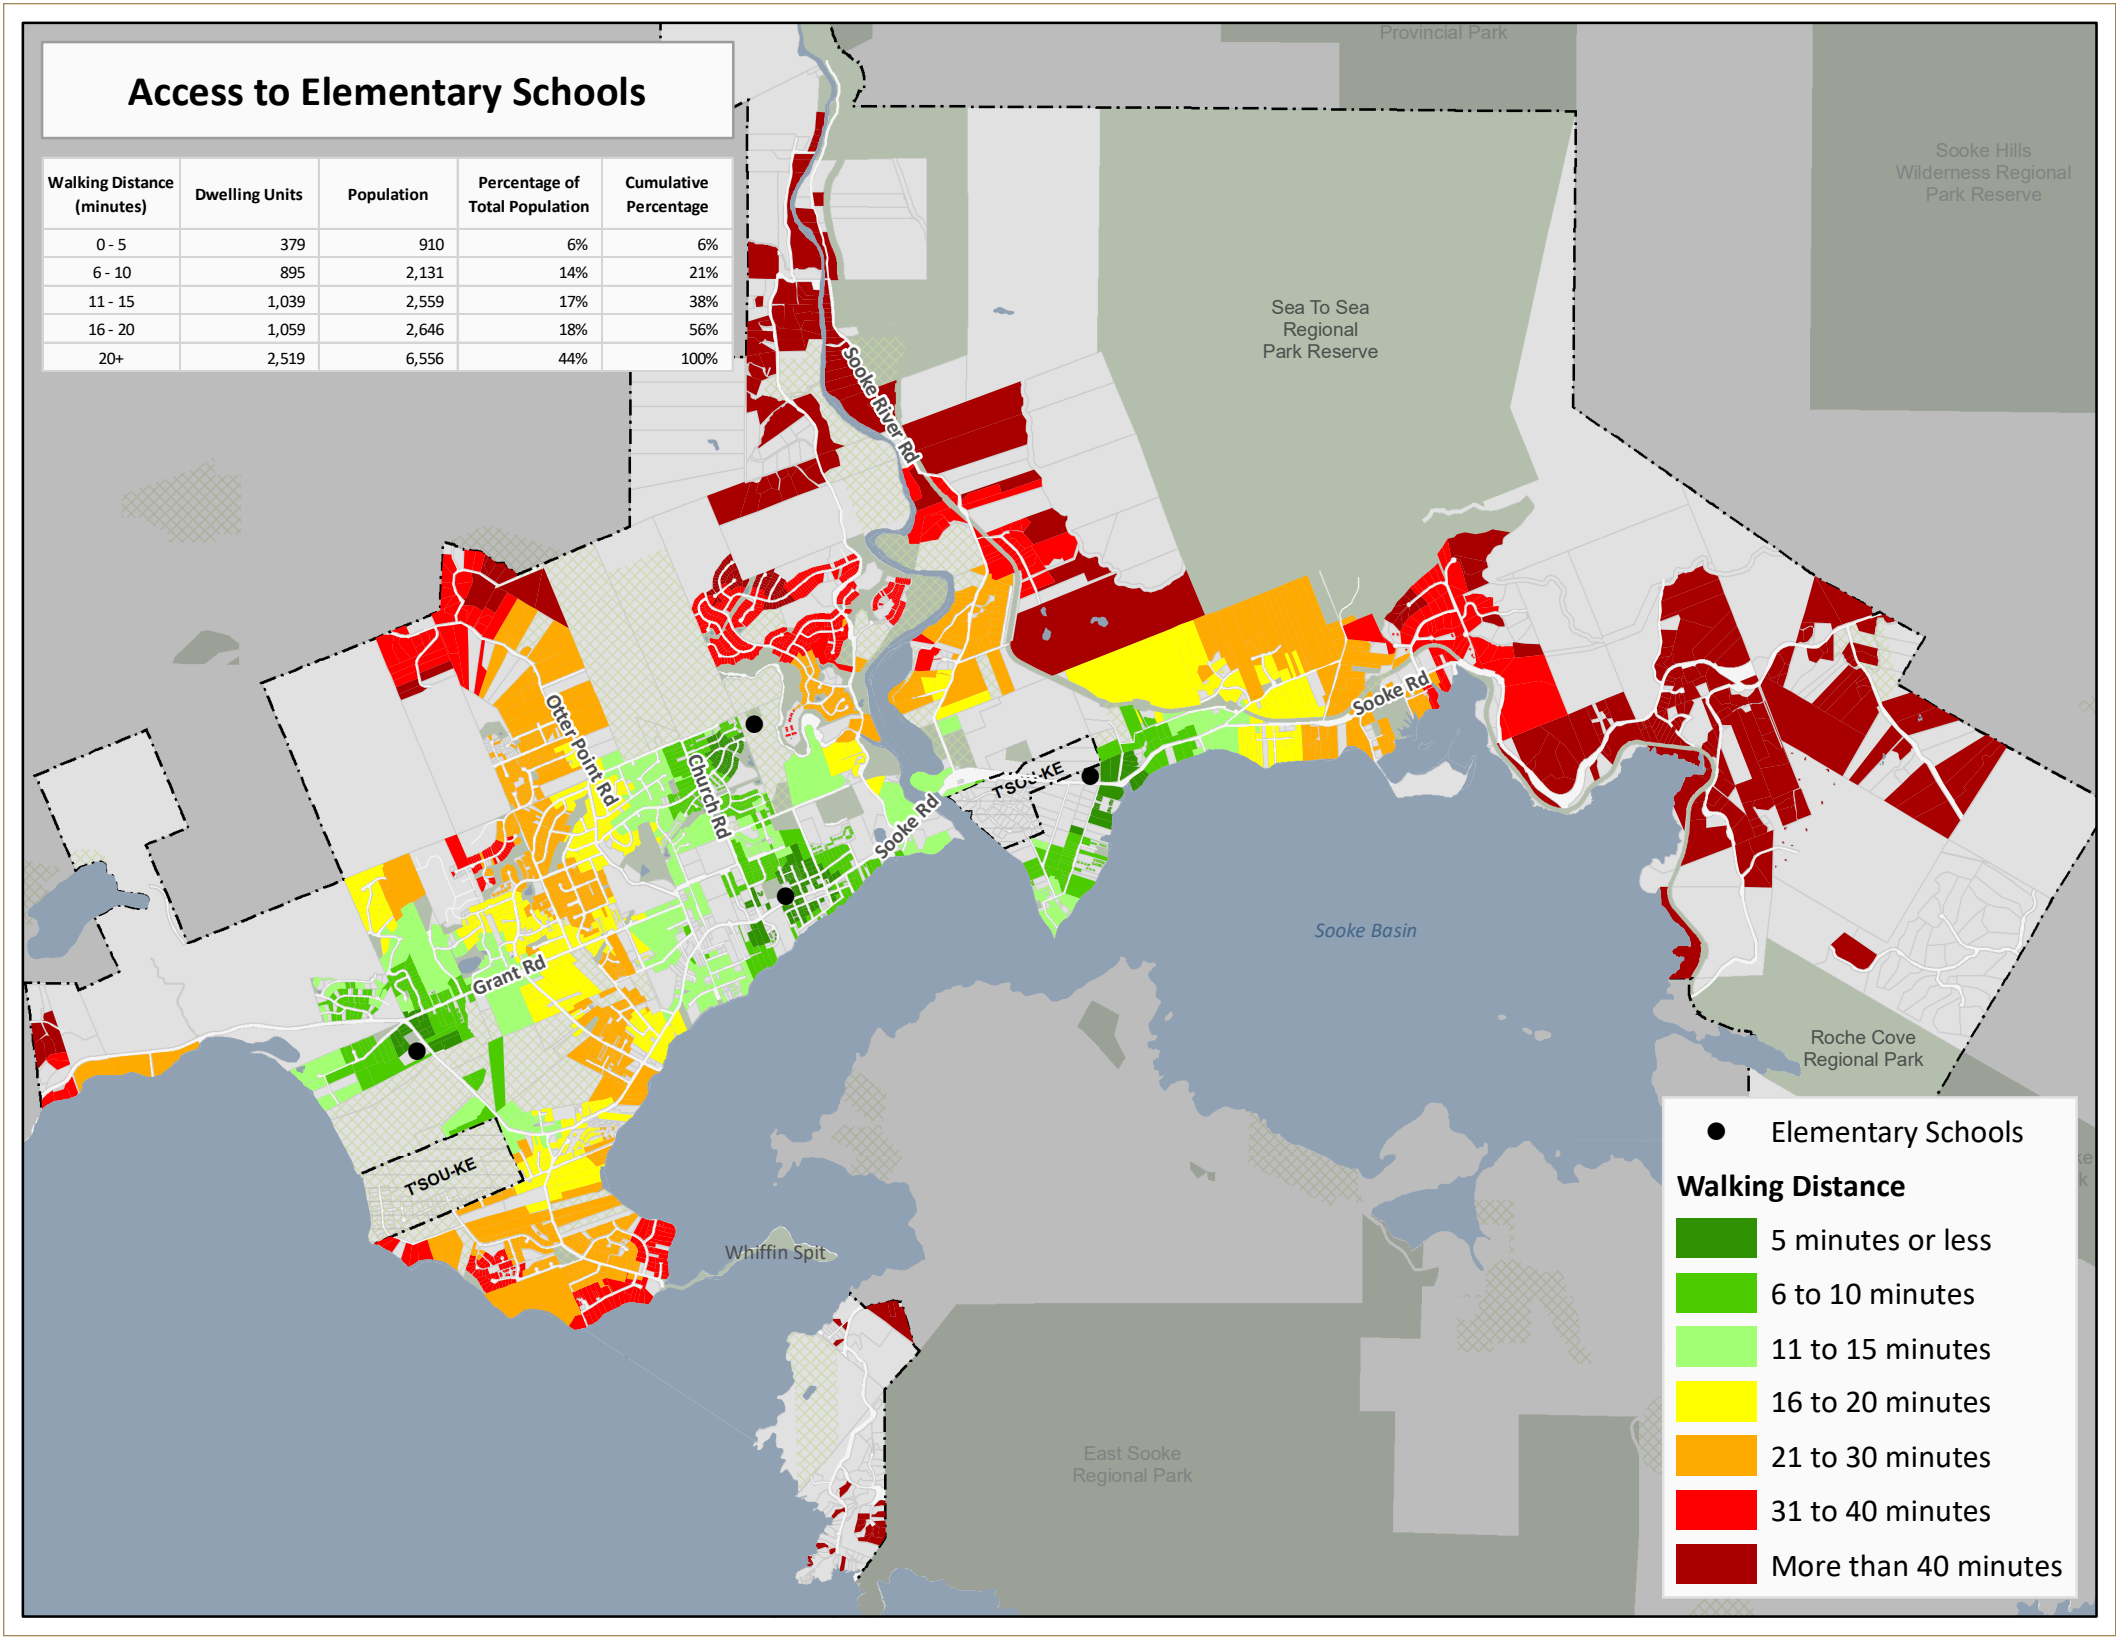 Access to Elementary Schools
Walking Distance (minutes) Dwelling Units Population Percentage of Total Population Cumulative Percentage
0 - 5 379 910 6% 6%
6 - 10 895 2,131 14% 21%
11 - 15 1,039 2,559 17% 38%
16 - 20 1,059 2,646 18% 56%
20+ 2,519 6,556 44% 100%
Provincial Park
Sooke Hills
Wilderness Regional
Park Reserve
Sea To Sea
Regional
Park Reserve
Sooke River Rd
Otter Point Rd
Church Rd
Sooke Rd
Sooke Rd
T'SOU-KE
Grant Rd
Sooke Basin
Roche Cove
Regional Park
T'SOU-KE
Whiffin Spit
East Sooke
Regional Park
Elementary Schools
Walking Distance
5 minutes or less
6 to 10 minutes
11 to 15 minutes
16 to 20 minutes
21 to 30 minutes
31 to 40 minutes
More than 40 minutes